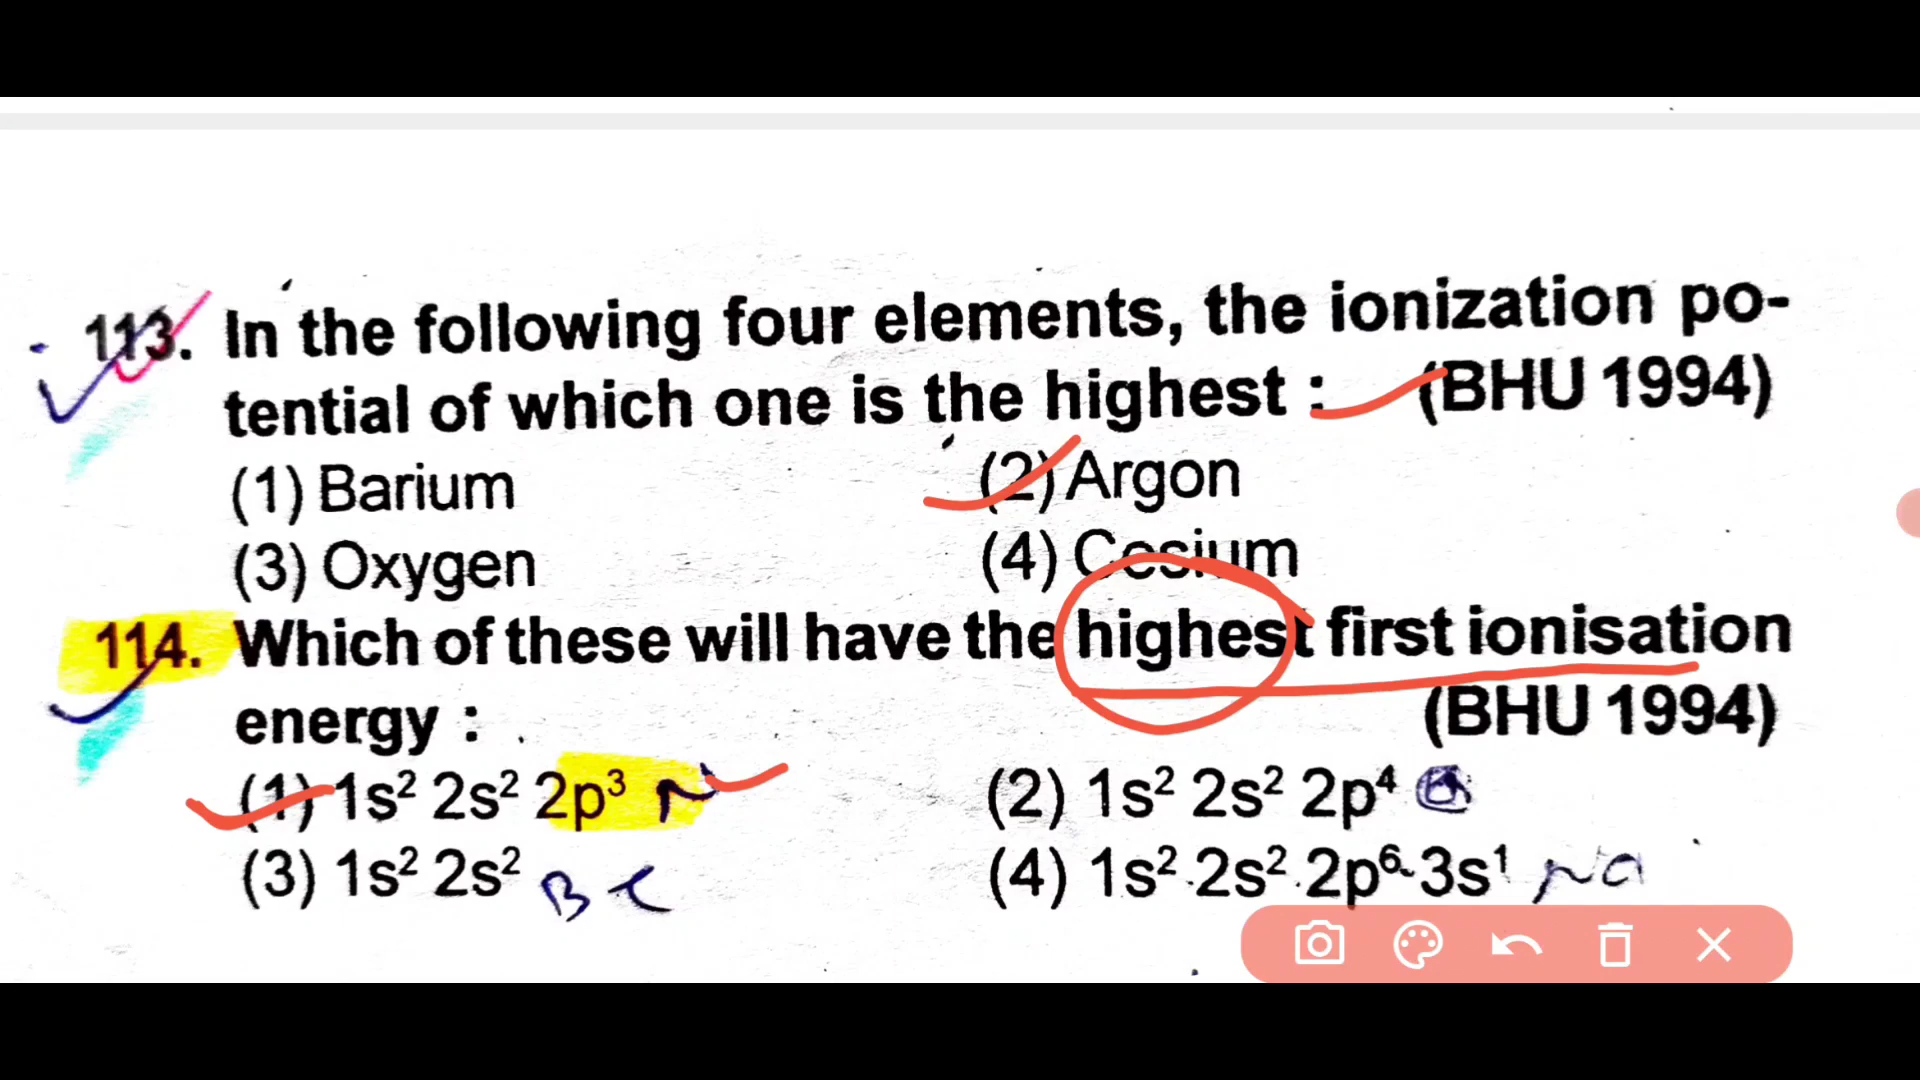 113. In the following four elements, the ionization po-
tential of which one is the highest : (BHU 1994)
(1) Barium (2) Argon
(3) Oxygen (4) Cesium
114. Which of these will have the highest first ionisation
energy : (BHU 1994)
(1) 1s² 2s² 2p³ N (2) 1s² 2s² 2p⁴
(3) 1s² 2s² Be (4) 1s² 2s² 2p⁶ 3s¹ Na